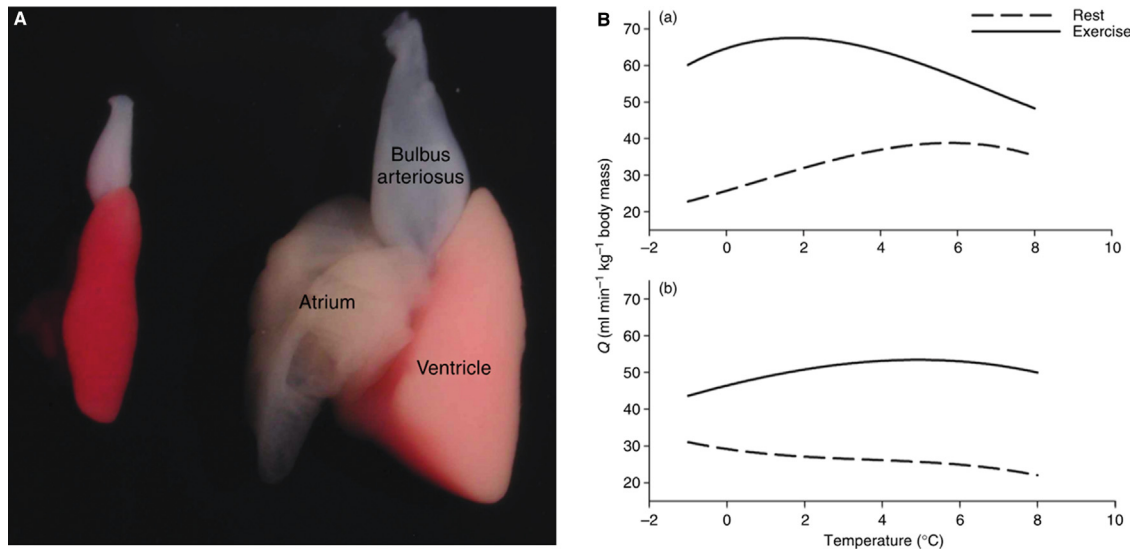 A
Bulbus
arteriosus
Atrium
Ventricle
B
(a)
Rest
Exercise
70
60
50
40
30
20
–2
0
2
4
6
8
10
Q (ml min⁻¹ kg⁻¹ body mass)
(b)
70
60
50
40
30
20
–2
0
2
4
6
8
10
Temperature (°C)